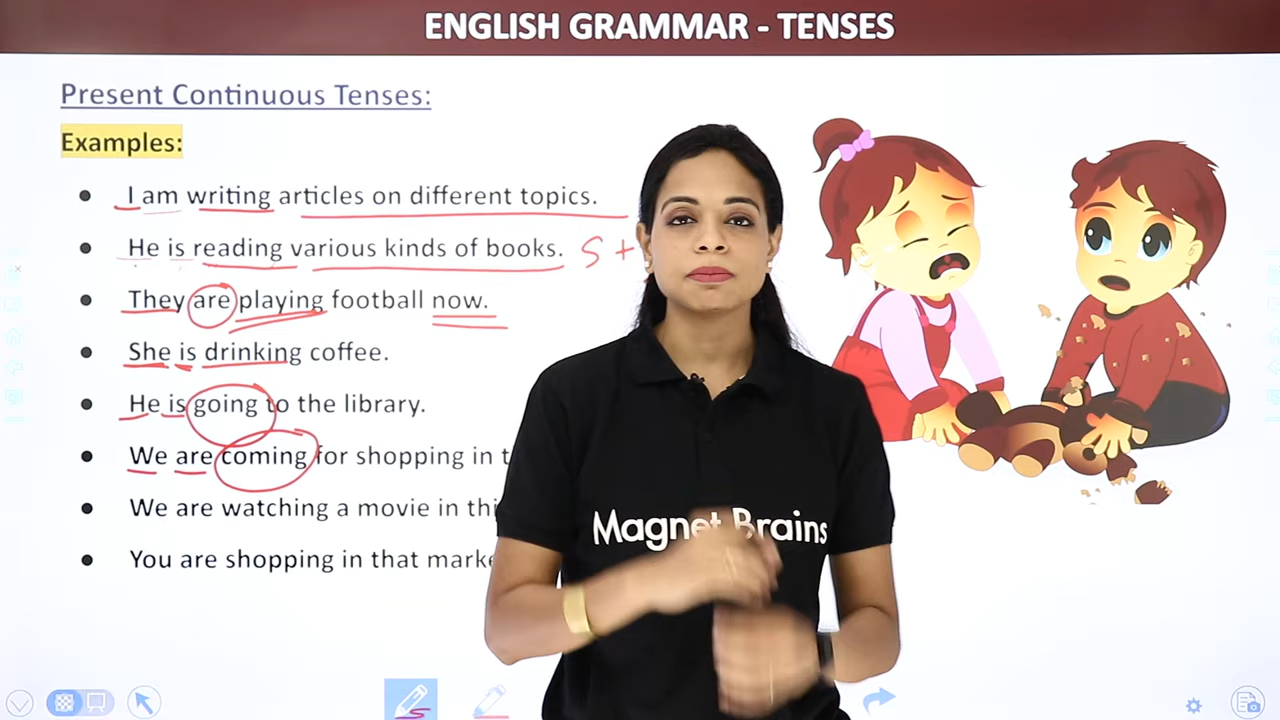 ENGLISH GRAMMAR - TENSES
Present Continuous Tenses:
Examples:
• I am writing articles on different topics.
• He is reading various kinds of books. S +
• They are playing football now.
• She is drinking coffee.
• He is going to the library.
• We are coming for shopping in
• We are watching a movie in
• You are shopping in that
Magnet Brains